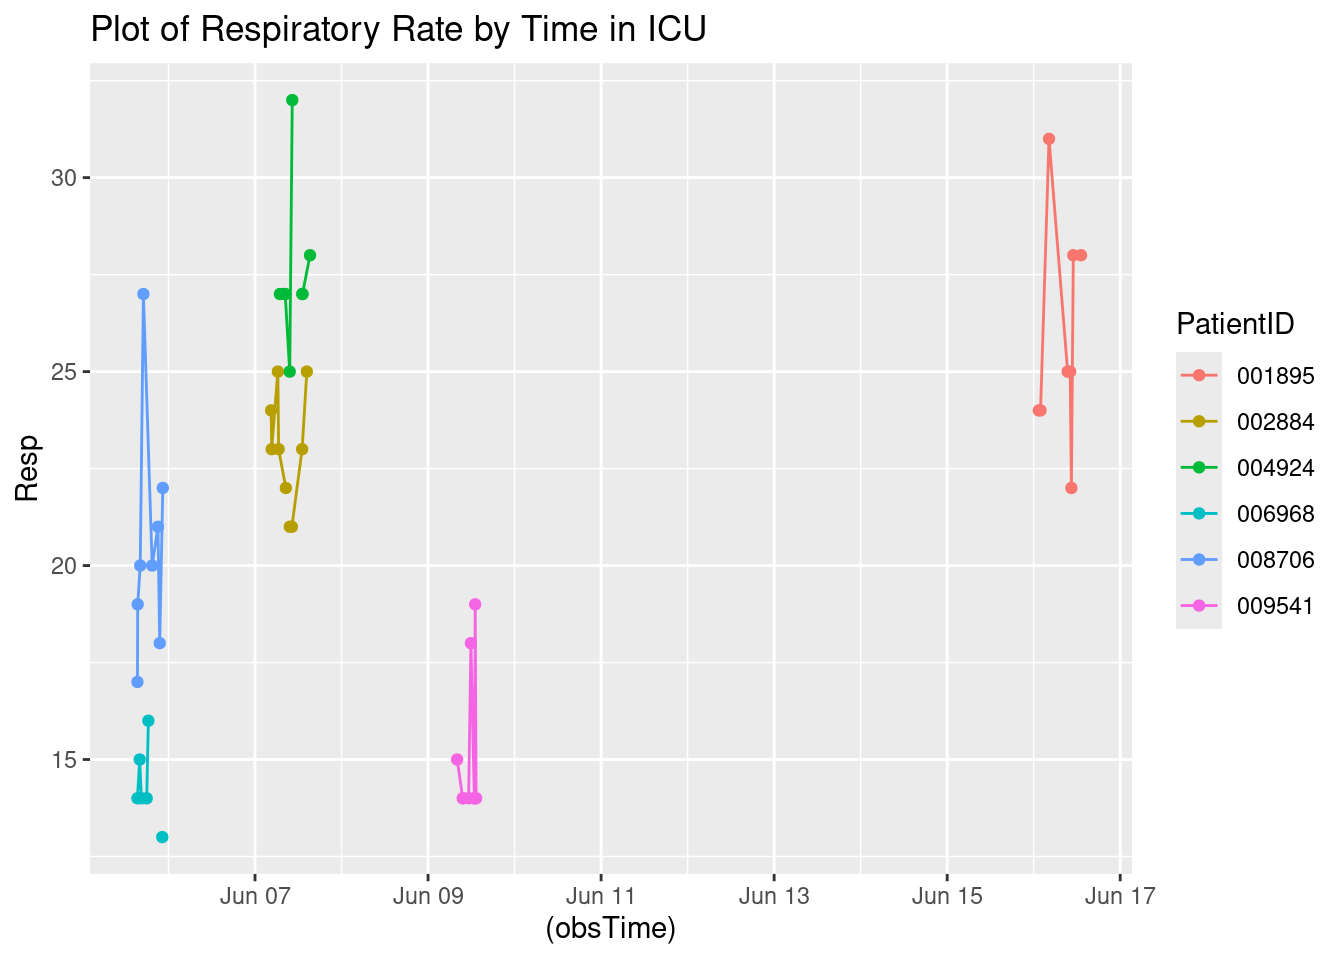 Plot of Respiratory Rate by Time in ICU
Resp
30
25
20
15
Jun 07
Jun 09
Jun 11
Jun 13
Jun 15
Jun 17
(obsTime)
PatientID
001895
002884
004924
006968
008706
009541